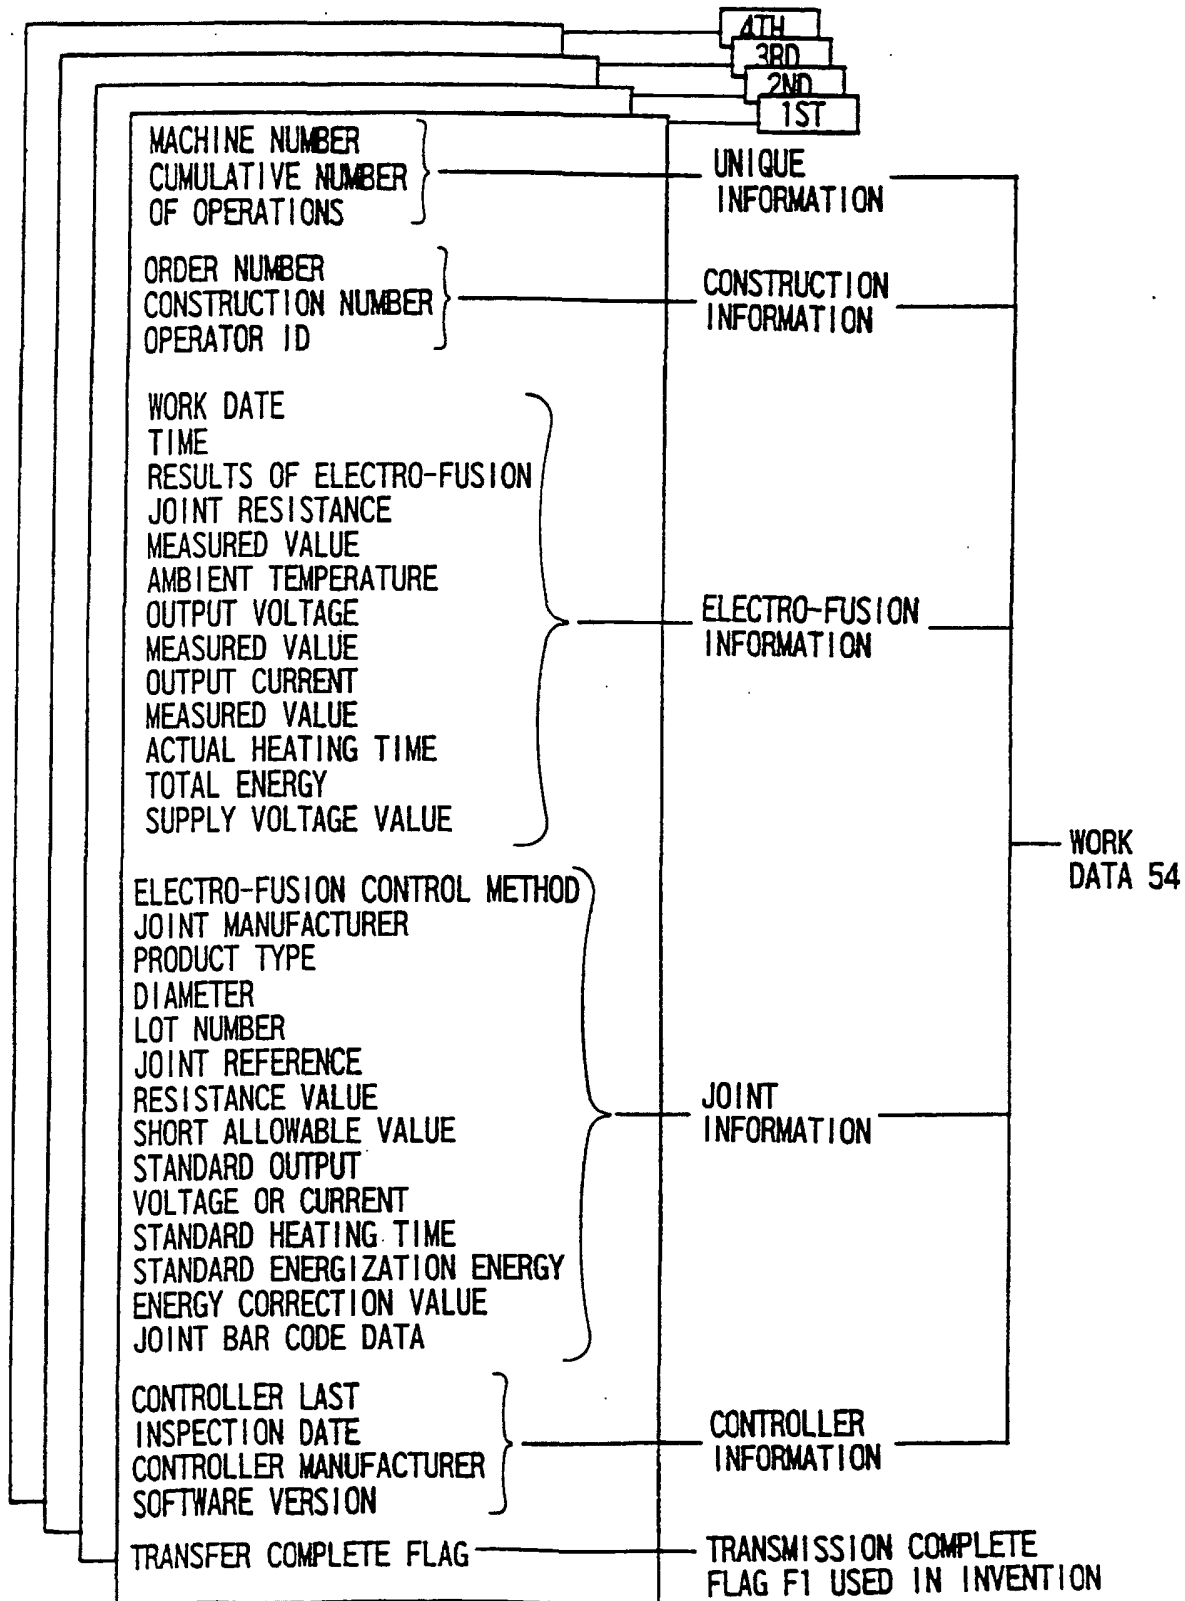 4TH
3RD
2ND
1ST
MACHINE NUMBER
CUMULATIVE NUMBER
OF OPERATIONS
UNIQUE
INFORMATION
ORDER NUMBER
CONSTRUCTION NUMBER
OPERATOR ID
CONSTRUCTION
INFORMATION
WORK DATE
TIME
RESULTS OF ELECTRO-FUSION
JOINT RESISTANCE
MEASURED VALUE
AMBIENT TEMPERATURE
OUTPUT VOLTAGE
MEASURED VALUE
OUTPUT CURRENT
MEASURED VALUE
ACTUAL HEATING TIME
TOTAL ENERGY
SUPPLY VOLTAGE VALUE
ELECTRO-FUSION
INFORMATION
WORK
DATA 54
ELECTRO-FUSION CONTROL METHOD
JOINT MANUFACTURER
PRODUCT TYPE
DIAMETER
LOT NUMBER
JOINT REFERENCE
RESISTANCE VALUE
SHORT ALLOWABLE VALUE
STANDARD OUTPUT
VOLTAGE OR CURRENT
STANDARD HEATING TIME
STANDARD ENERGIZATION ENERGY
ENERGY CORRECTION VALUE
JOINT BAR CODE DATA
JOINT
INFORMATION
CONTROLLER LAST
INSPECTION DATE
CONTROLLER MANUFACTURER
SOFTWARE VERSION
CONTROLLER
INFORMATION
TRANSFER COMPLETE FLAG
TRANSMISSION COMPLETE
FLAG F1 USED IN INVENTION